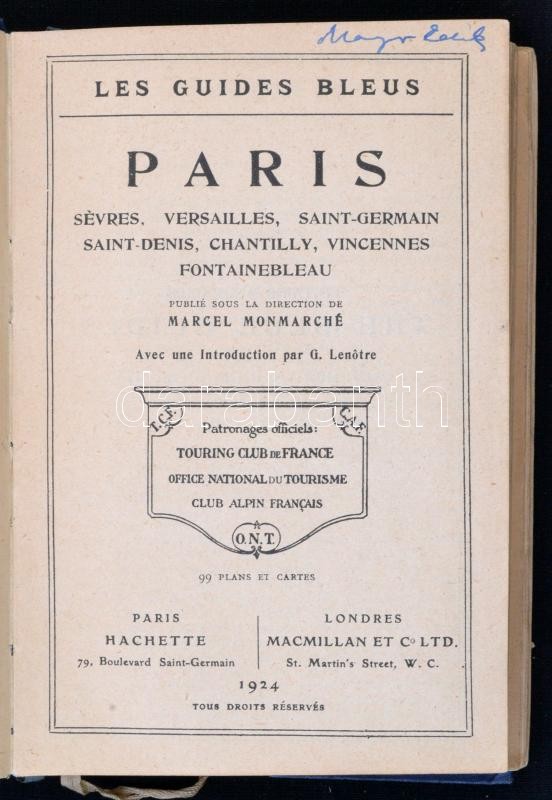 LES GUIDES BLEUS
PARIS
SÈVRES, VERSAILLES, SAINT-GERMAIN
SAINT-DENIS, CHANTILLY, VINCENNES
FONTAINEBLEAU
PUBLIÉ SOUS LA DIRECTION DE
MARCEL MONMARCHÉ
Avec une Introduction par G. Lenôtre
darabanth
T.C.F. C.A.F.
Patronages officiels:
TOURING CLUB DE FRANCE
OFFICE NATIONAL DU TOURISME
CLUB ALPIN FRANÇAIS
O.N.T.
99 PLANS ET CARTES
PARIS
HACHETTE
79, Boulevard Saint-Germain
LONDRES
MACMILLAN ET Co LTD.
St. Martin's Street, W. C.
1924
TOUS DROITS RÉSERVÉS